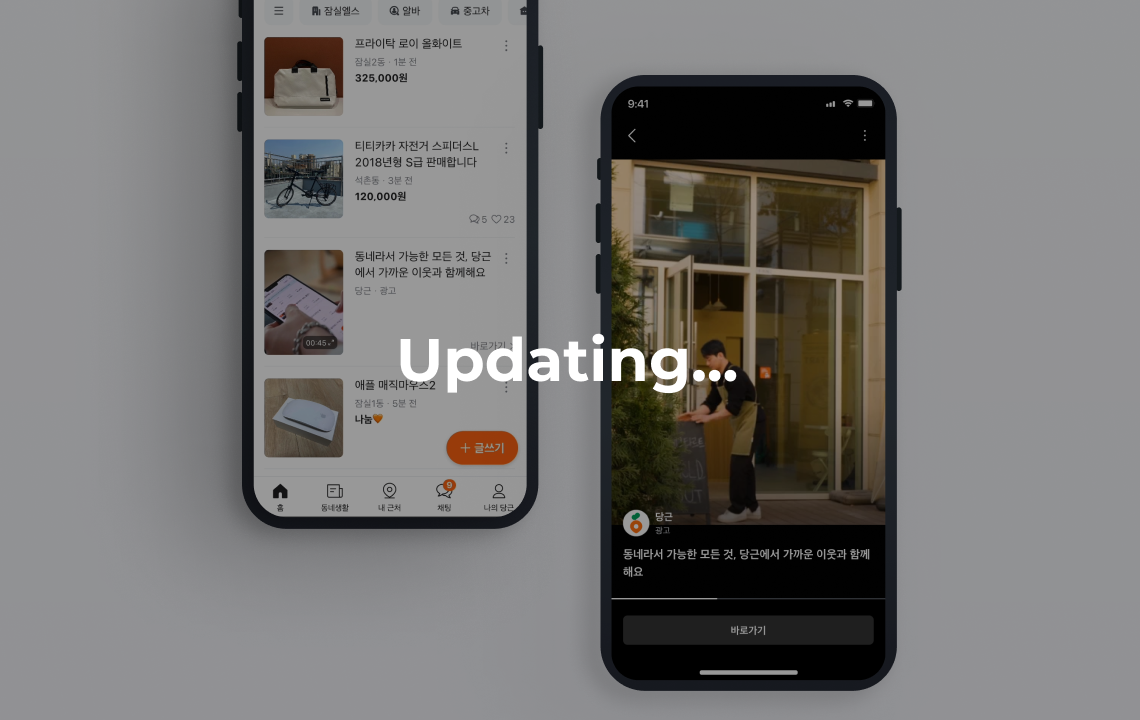 잠실엘스
알바
중고차
프라이탁 로이 올화이트
잠실2동 · 1분 전
325,000원
티티카카 자전거 스피더스L
2018년형 S급 판매합니다
석촌동 · 3분 전
120,000원
5 23
동네라서 가능한 모든 것, 당근
에서 가까운 이웃과 함께해요
당근 · 광고
00:45
바로가기
애플 매직마우스2
잠실1동 · 5분 전
나눔🧡
+ 글쓰기
9
홈
동네생활
내 근처
채팅
나의 당근
Updating...
9:41
당근
광고
동네라서 가능한 모든 것, 당근에서 가까운 이웃과 함께
해요
바로가기